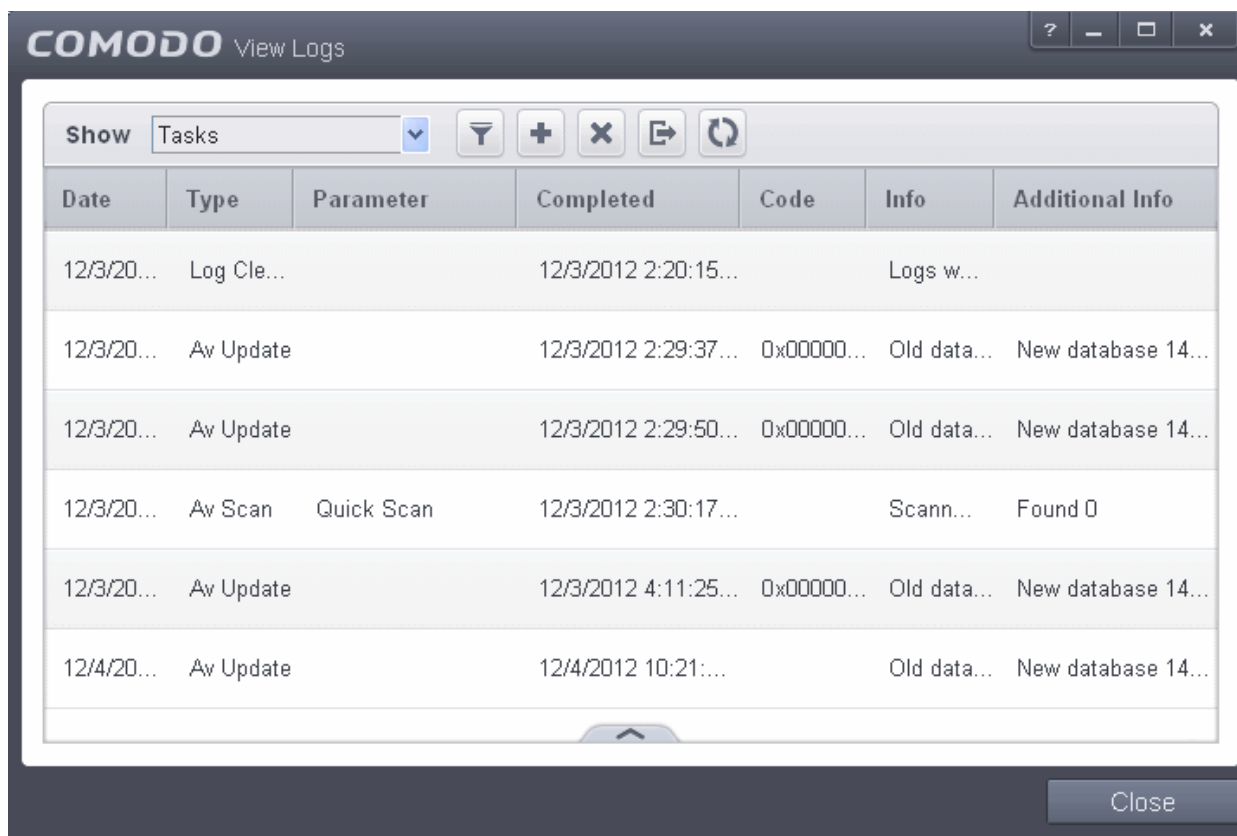 COMODO View Logs ?
Show Tasks
Date Type Parameter Completed Code Info Additional Info
12/3/20... Log Cle... 12/3/2012 2:20:15... Logs w...
12/3/20... Av Update 12/3/2012 2:29:37... 0x00000... Old data... New database 14...
12/3/20... Av Update 12/3/2012 2:29:50... 0x00000... Old data... New database 14...
12/3/20... Av Scan Quick Scan 12/3/2012 2:30:17... Scann... Found 0
12/3/20... Av Update 12/3/2012 4:11:25... 0x00000... Old data... New database 14...
12/4/20... Av Update 12/4/2012 10:21:... Old data... New database 14...
Close